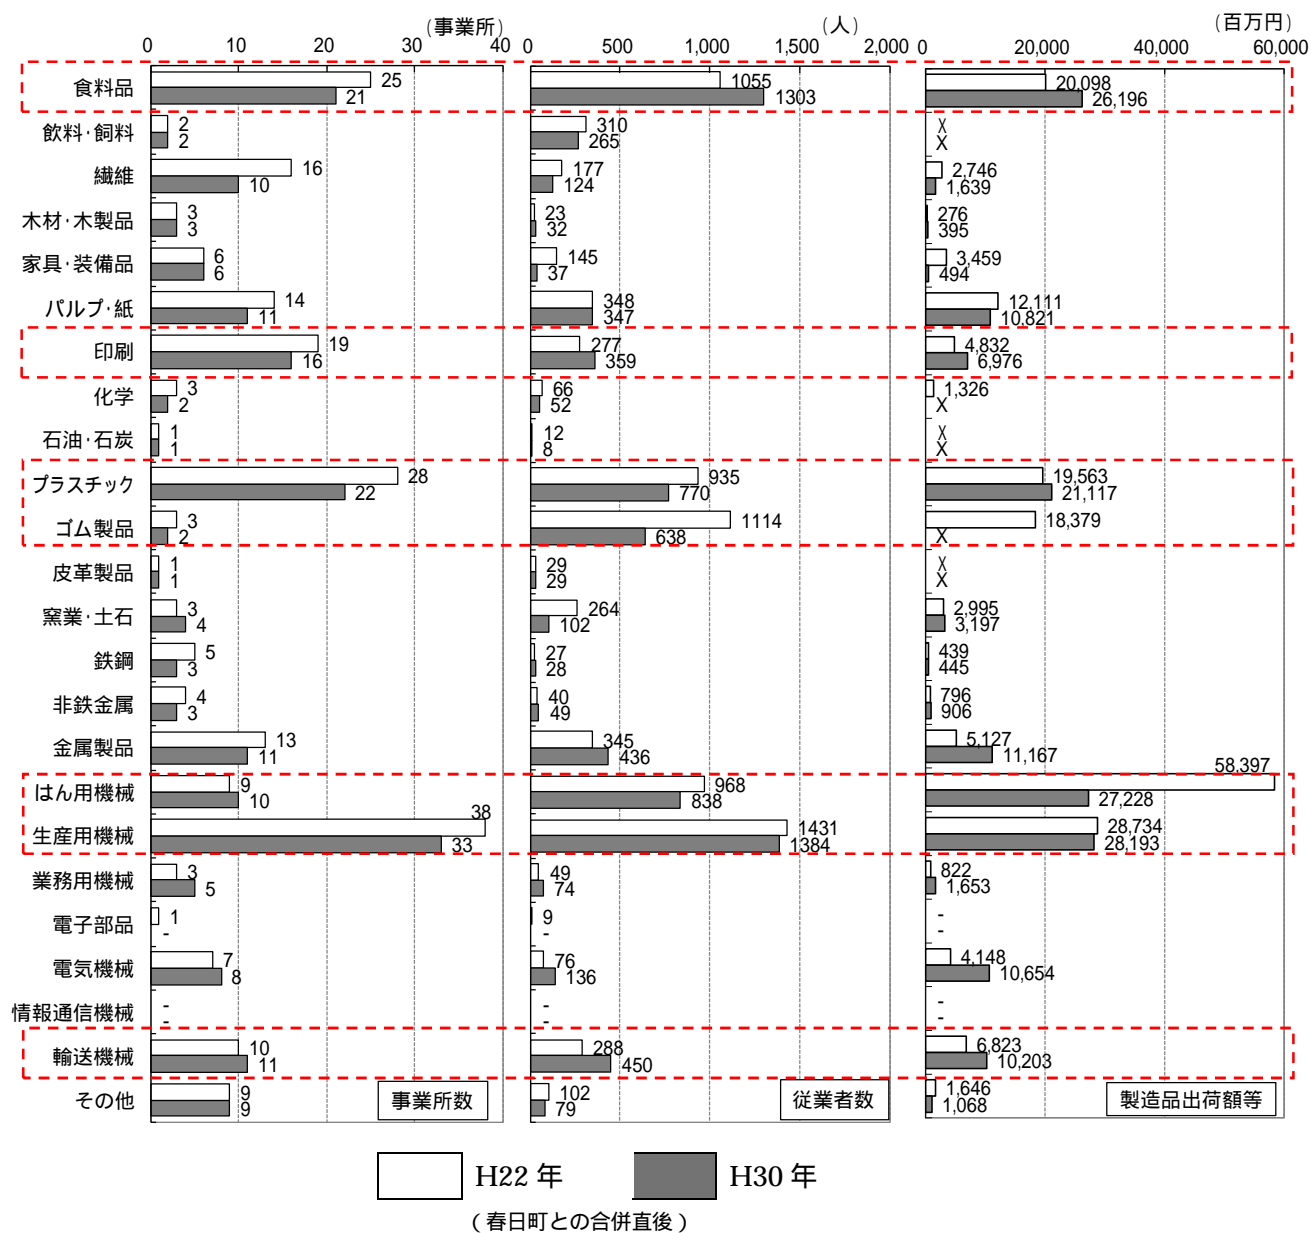 (事業所) (人) (百万円)
0 10 20 30 40 0 500 1,000 1,500 2,000 0 20,000 40,000 60,000
食料品 25 1055 20,098
21 1303 26,196
飲料・飼料 2 310 X
2 265 X
繊維 16 177 2,746
10 124 1,639
木材・木製品 3 23 276
3 32 395
家具・装備品 6 145 3,459
6 37 494
パルプ・紙 14 348 12,111
11 347 10,821
印刷 19 277 4,832
16 359 6,976
化学 3 66 1,326
2 52 X
石油・石炭 1 12 X
1 8 X
プラスチック 28 935 19,563
22 770 21,117
ゴム製品 3 1114 18,379
2 638 X
皮革製品 1 29 X
1 29 X
窯業・土石 3 264 2,995
4 102 3,197
鉄鋼 5 27 439
3 28 445
非鉄金属 4 40 796
3 49 906
金属製品 13 345 5,127
11 436 11,167
はん用機械 9 968 58,397
10 838 27,228
生産用機械 38 1431 28,734
33 1384 28,193
業務用機械 3 49 822
5 74 1,653
電子部品 1 9 -
- - -
電気機械 7 76 4,148
8 136 10,654
情報通信機械 - - -
- - -
輸送機械 10 288 6,823
11 450 10,203
その他 9 102 1,646
9 79 1,068
事業所数 従業者数 製造品出荷額等
H22 年 H30 年
(春日町との合併直後)